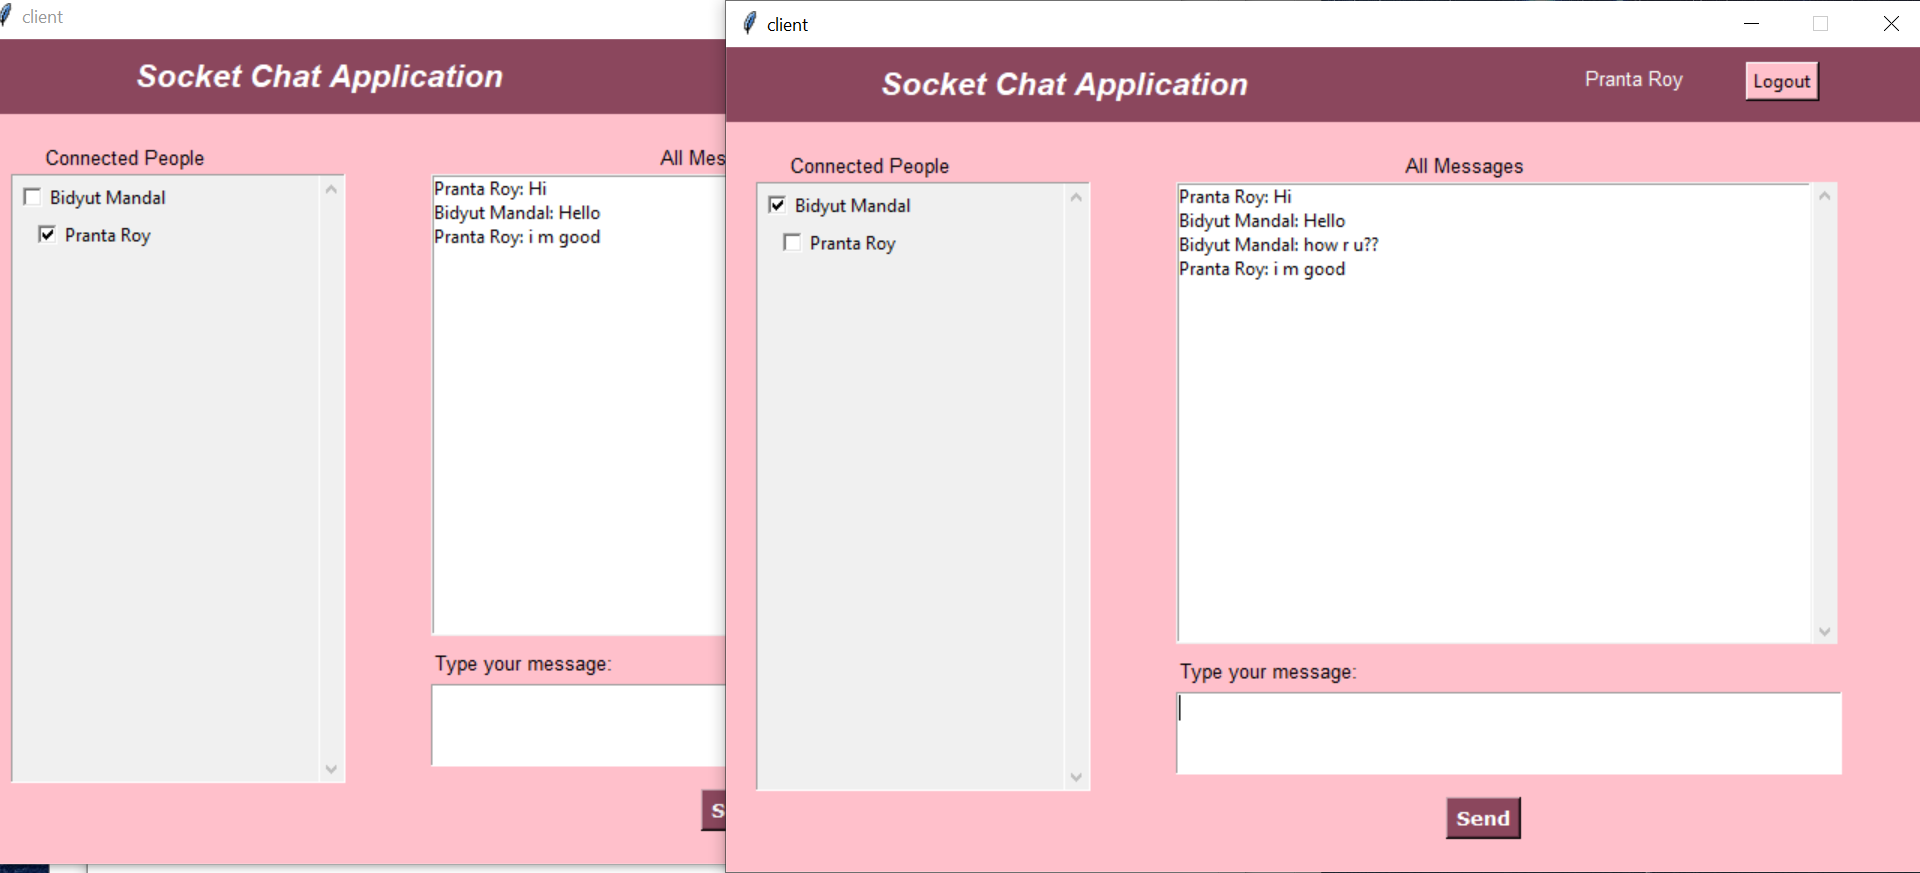 client
Socket Chat Application
Connected People
Bidyut Mandal
Pranta Roy
All Mes
Pranta Roy: Hi
Bidyut Mandal: Hello
Pranta Roy: i m good
Type your message:
S
client
Socket Chat Application
Pranta Roy
Logout
Connected People
Bidyut Mandal
Pranta Roy
All Messages
Pranta Roy: Hi
Bidyut Mandal: Hello
Bidyut Mandal: how r u??
Pranta Roy: i m good
Type your message:
Send